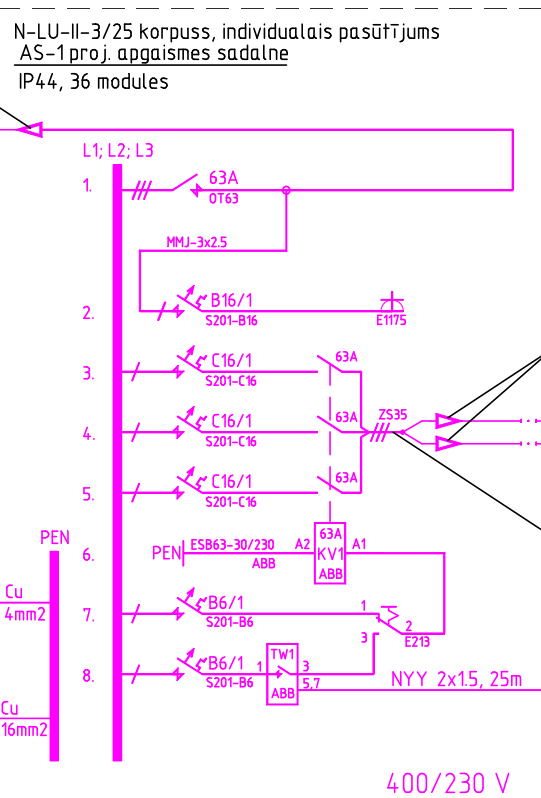 N-LU-II-3/25 korpuss, individualais pasūtījums
AS-1 proj. apgaismes sadalne
IP44, 36 modules
L1; L2; L3
1.
63A
OT63
MMJ-3x2.5
2.
B16/1
S201-B16
E1175
3.
C16/1
S201-C16
63A
4.
C16/1
S201-C16
63A
ZS35
5.
C16/1
S201-C16
63A
PEN
6.
PEN
ESB63-30/230
ABB
A2
63A
KV1
ABB
A1
Cu
4mm2
7.
B6/1
S201-B6
1
2
3
E213
8.
B6/1
S201-B6
1
TW1
ABB
3
5,7
NYY 2x1.5, 25m
Cu
16mm2
400/230 V